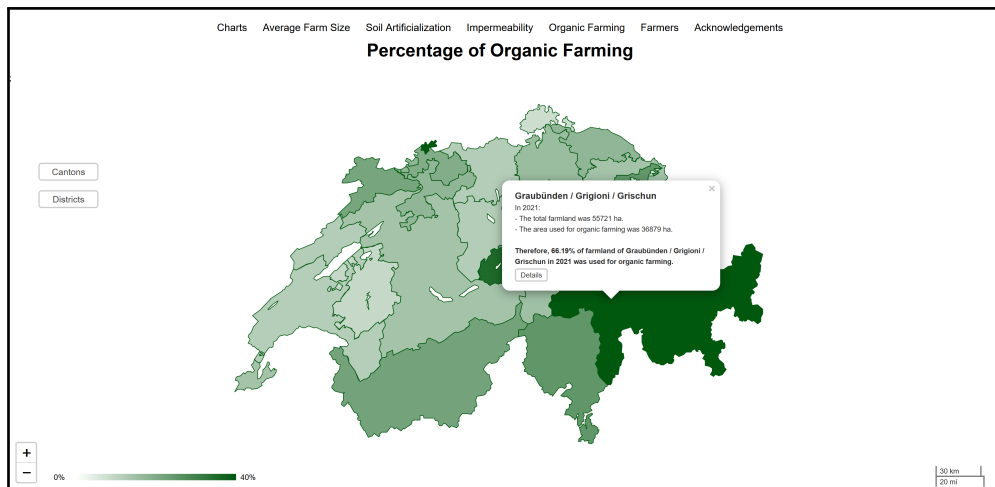 Charts Average Farm Size Soil Artificialization Impermeability Organic Farming Farmers Acknowledgements
Percentage of Organic Farming
Cantons
Districts
×
Graubünden / Grigioni / Grischun
In 2021:
- The total farmland was 55721 ha.
- The area used for organic farming was 36879 ha.
Therefore, 66.19% of farmland of Graubünden / Grigioni /
Grischun in 2021 was used for organic farming.
Details
+
−
0% 40%
30 km
20 mi